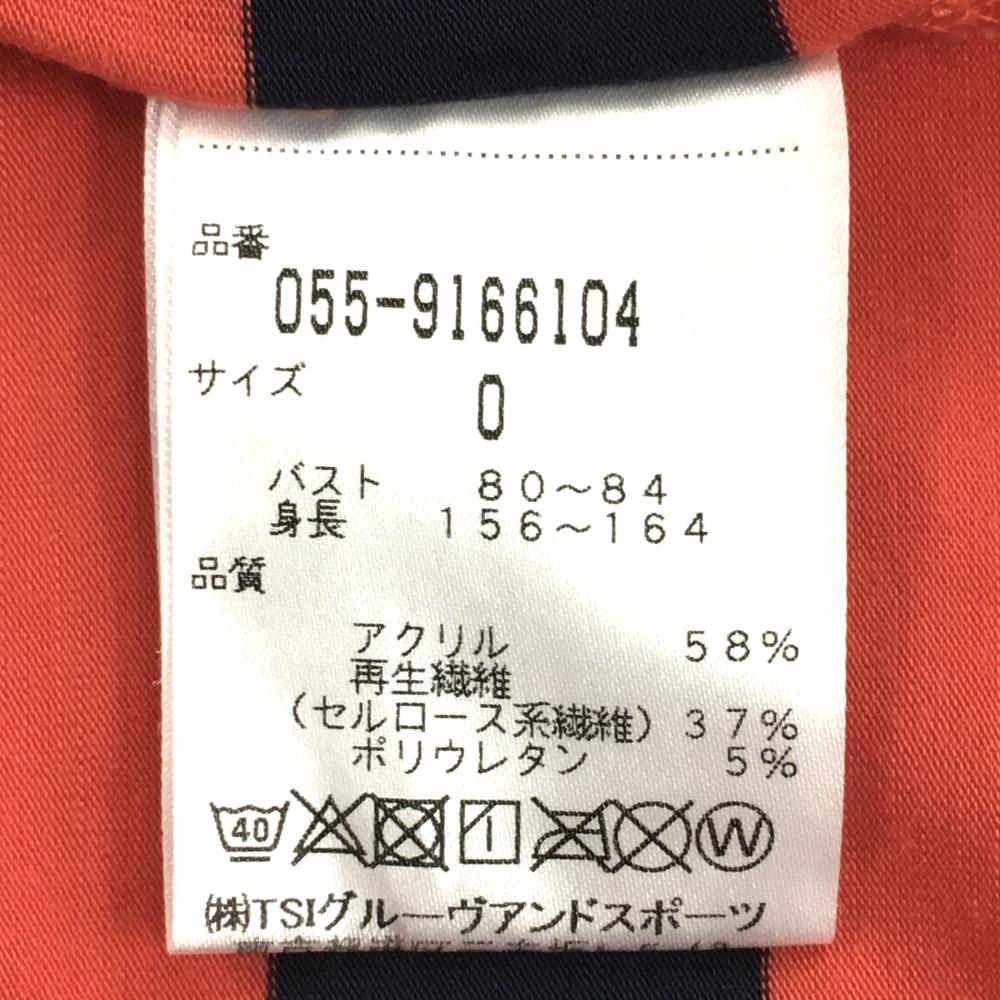 品番
055-9166104
サイズ
0
バスト 80～84
身長 156～164
品質
アクリル 58%
再生繊維
(セルロース系繊維) 37%
ポリウレタン 5%
40 W
㈱TSIグルーヴアンドスポーツ